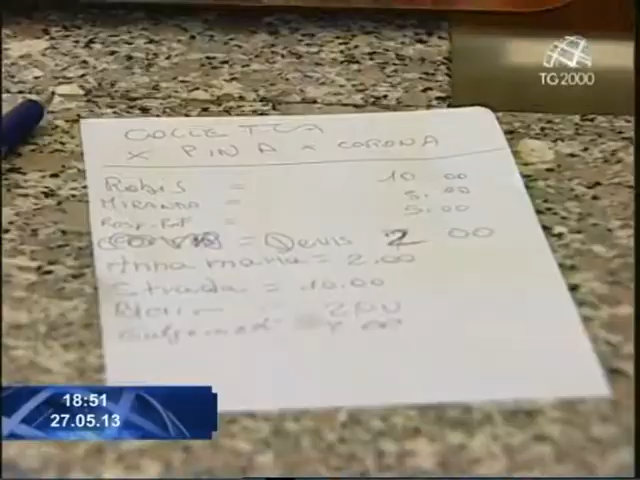 TG2000
COLLETTA
x PINA x CORONA
Robis = 10 00
MIRANDA = 5.00
= 5.00
= Denis 2 00
Anna maria = 2.00
Strada = 10.00
18:51
27.05.13